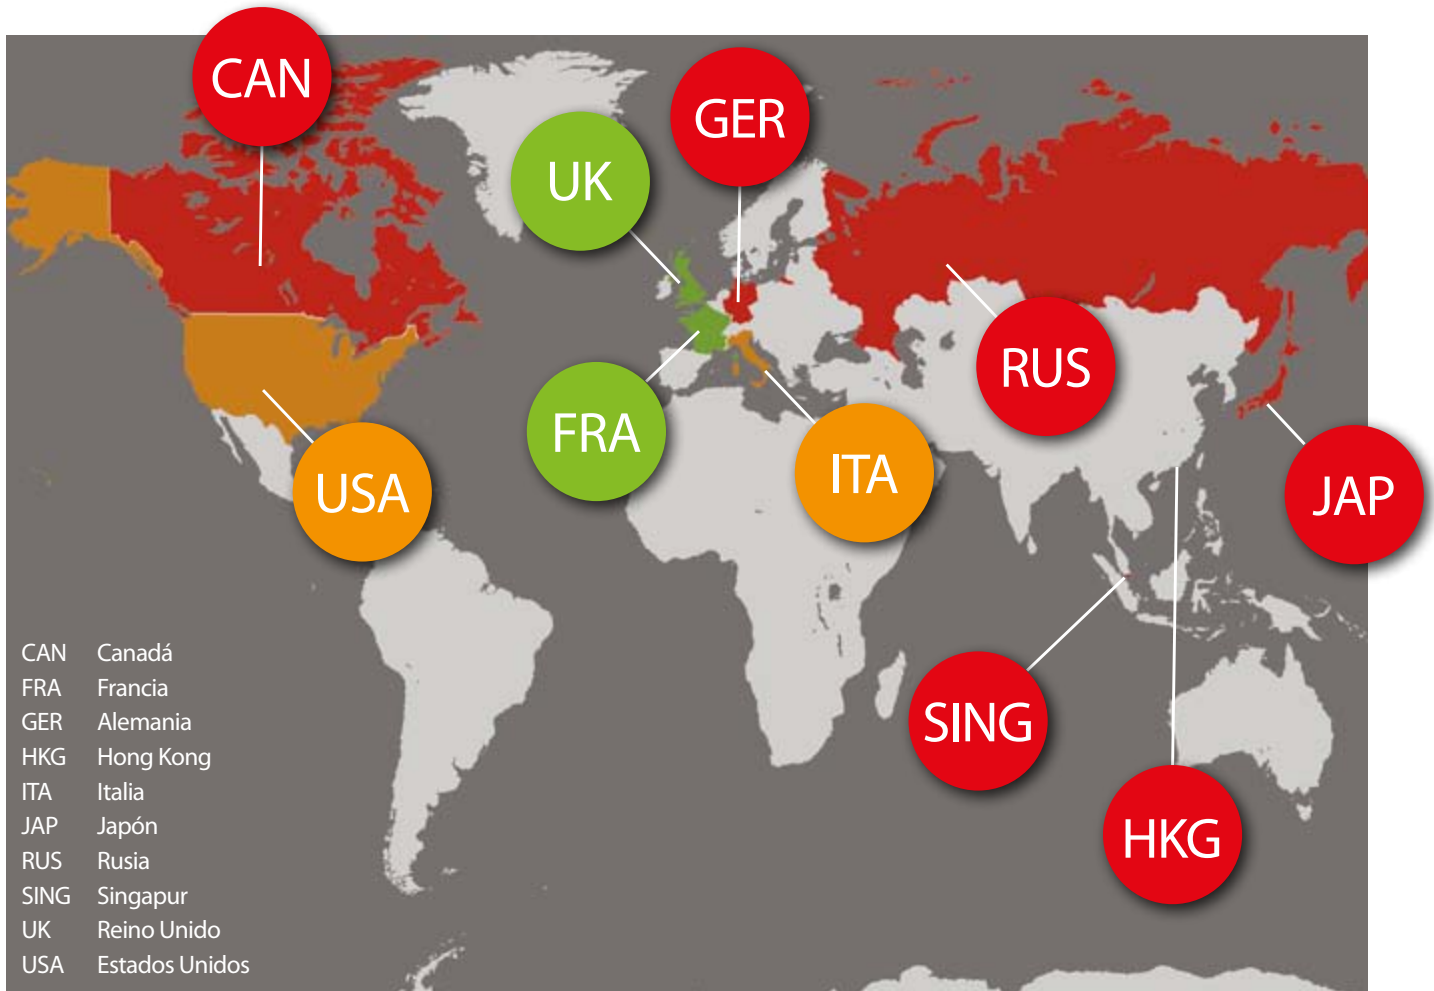 CAN
GER
UK
RUS
FRA
ITA
USA
JAP
SING
HKG
CAN Canadá
FRA Francia
GER Alemania
HKG Hong Kong
ITA Italia
JAP Japón
RUS Rusia
SING Singapur
UK Reino Unido
USA Estados Unidos